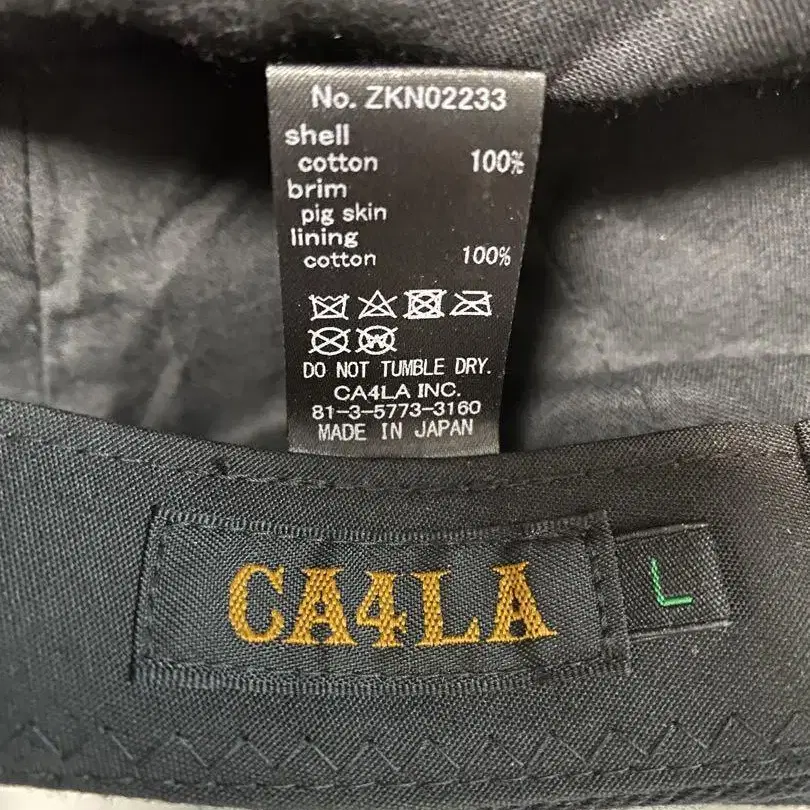 No. ZKN02233
shell
cotton 100%
brim
pig skin
lining
cotton 100%
DO NOT TUMBLE DRY.
CA4LA INC.
81-3-5773-3160
MADE IN JAPAN
CA4LA
L